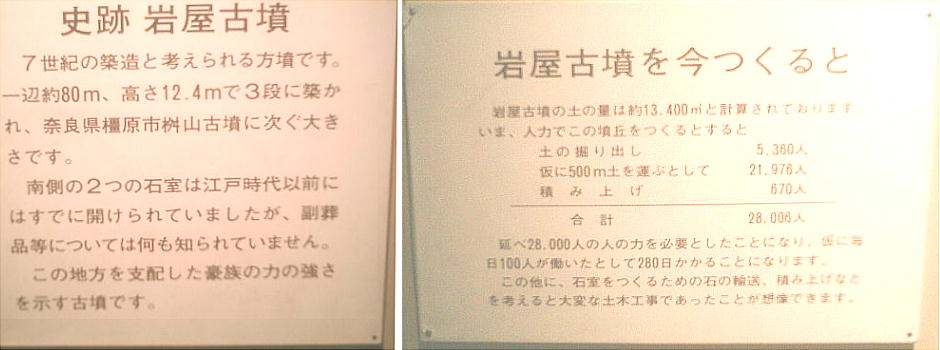 史跡 岩屋古墳
7世紀の築造と考えられる方墳です。
一辺約80m、高さ12.4mで3段に築か
れ、奈良県橿原市桝山古墳に次ぐ大き
さです。
南側の2つの石室は江戸時代以前に
はすでに開けられていましたが、副葬
品等については何も知られていません。
この地方を支配した豪族の力の強さ
を示す古墳です。
岩屋古墳を今つくると
岩屋古墳の土の量は約13,400㎥と計算されております
いま、人力でこの墳丘をつくるとすると
土の掘り出し 5,360人
仮に500m土を運ぶとして 21,976人
積み上げ 670人
合計 28,006人
延べ28,000人の人の力を必要としたことになり、仮に毎
日100人が働いたとして280日かかることになります。
この他に、石室をつくるための石の輸送、積み上げなど
を考えると大変な土木工事であったことが想像できます。